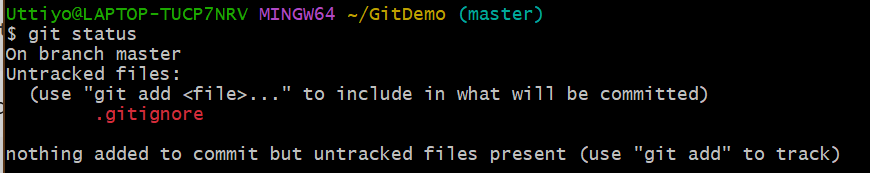 Uttiyo@LAPTOP-TUCP7NRV MINGW64 ~/GitDemo (master)
$ git status
On branch master
Untracked files:
  (use "git add <file>..." to include in what will be committed)
        .gitignore

nothing added to commit but untracked files present (use "git add" to track)